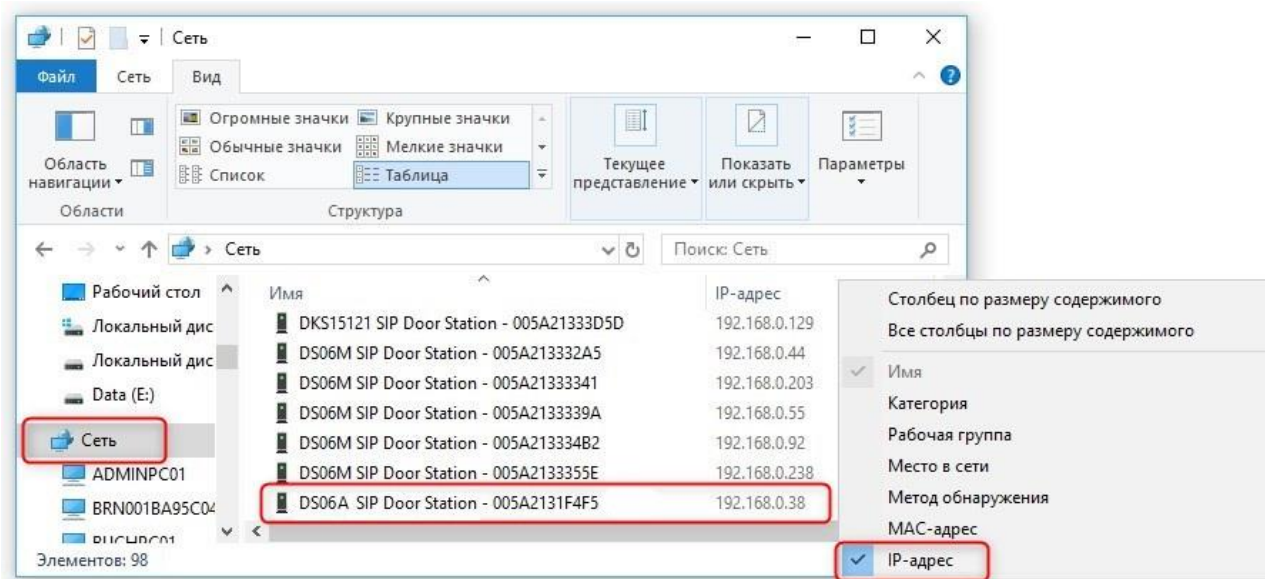 Сеть
Файл Сеть Вид
Огромные значки Крупные значки
Обычные значки Мелкие значки
Список Таблица
Область навигации
Текущее представление
Показать или скрыть
Параметры
Области Структура
Сеть Поиск: Сеть
Рабочий стол
Локальный дис
Локальный дис
Data (E:)
Сеть
ADMINPC01
BRN001BA95C04
Имя IP-адрес
DKS15121 SIP Door Station - 005A21333D5D 192.168.0.129
DS06M SIP Door Station - 005A213332A5 192.168.0.44
DS06M SIP Door Station - 005A21333341 192.168.0.203
DS06M SIP Door Station - 005A2133339A 192.168.0.55
DS06M SIP Door Station - 005A213334B2 192.168.0.92
DS06M SIP Door Station - 005A2133355E 192.168.0.238
DS06A SIP Door Station - 005A2131F4F5 192.168.0.38
Столбец по размеру содержимого
Все столбцы по размеру содержимого
Имя
Категория
Рабочая группа
Место в сети
Метод обнаружения
MAC-адрес
IP-адрес
Элементов: 98